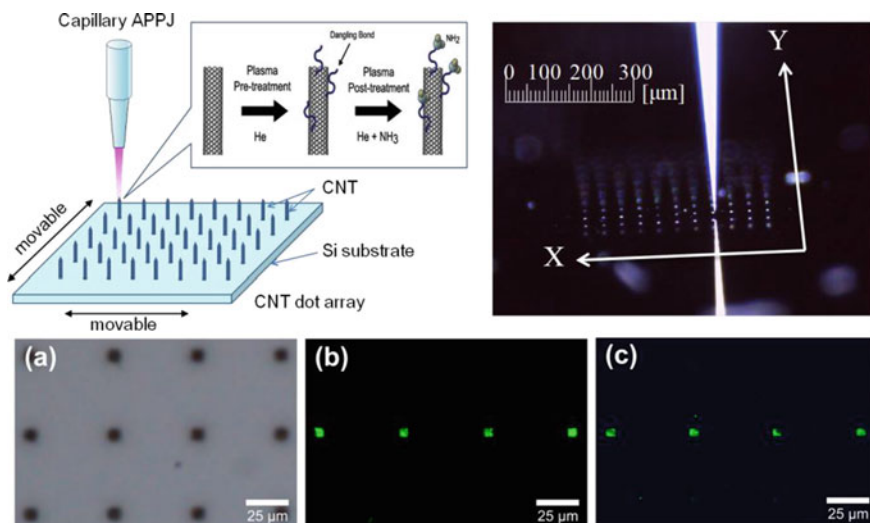 Capillary APPJ
Plasma
Pre-treatment
He
Dangling Bond
Plasma
Post-treatment
He + NH₃
NH₂
CNT
Si substrate
CNT dot array
movable
movable
0 100 200 300
[μm]
Y
X
(a)
25 μm
(b)
25 μm
(c)
25 μm